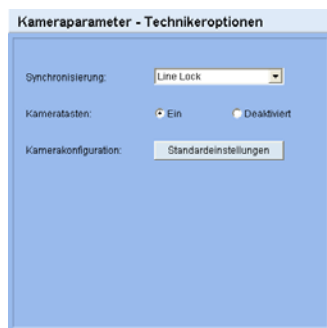 Kameraparameter - Technikeroptionen
Synchronisierung: Line Lock
Kameratasten: Ein Deaktiviert
Kamerakonfiguration: Standardeinstellungen